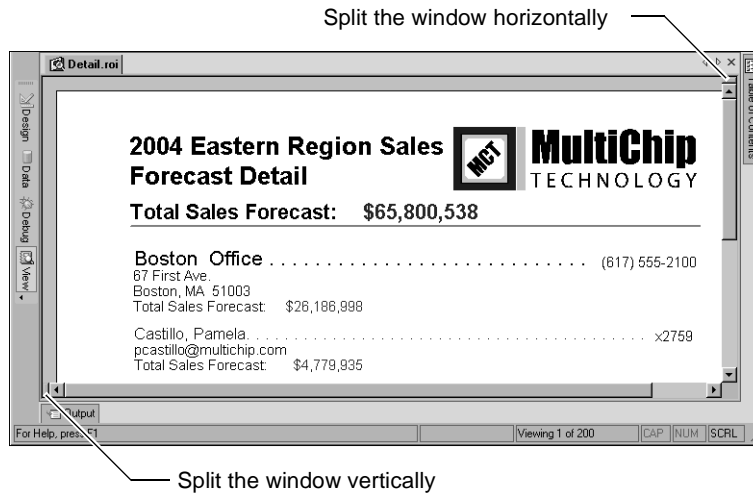 Split the window horizontally
Detail.roi
Table of Contents
Design
Data
Debug
View
2004 Eastern Region Sales
Forecast Detail
MCT
MultiChip
TECHNOLOGY
Total Sales Forecast: $65,800,538
Boston Office . . . . . . . . . . . . . . . . . . . . . . . . . . . . (617) 555-2100
67 First Ave.
Boston, MA 51003
Total Sales Forecast: $26,186,998
Castillo, Pamela. . . . . . . . . . . . . . . . . . . . . . . . . . . . . . . . . . . . . . . . x2759
pcastillo@multichip.com
Total Sales Forecast: $4,779,935
Output
For Help, press F1
Viewing 1 of 200
CAP
NUM
SCRL
Split the window vertically